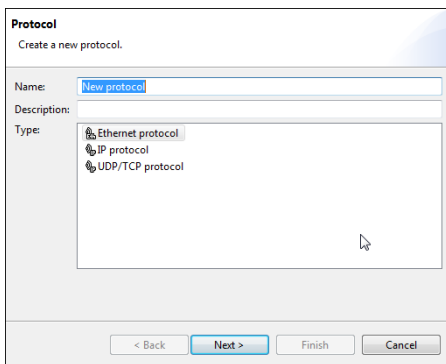 Protocol
Create a new protocol.
Name: New protocol
Description:
Type: Ethernet protocol
IP protocol
UDP/TCP protocol
< Back Next > Finish Cancel